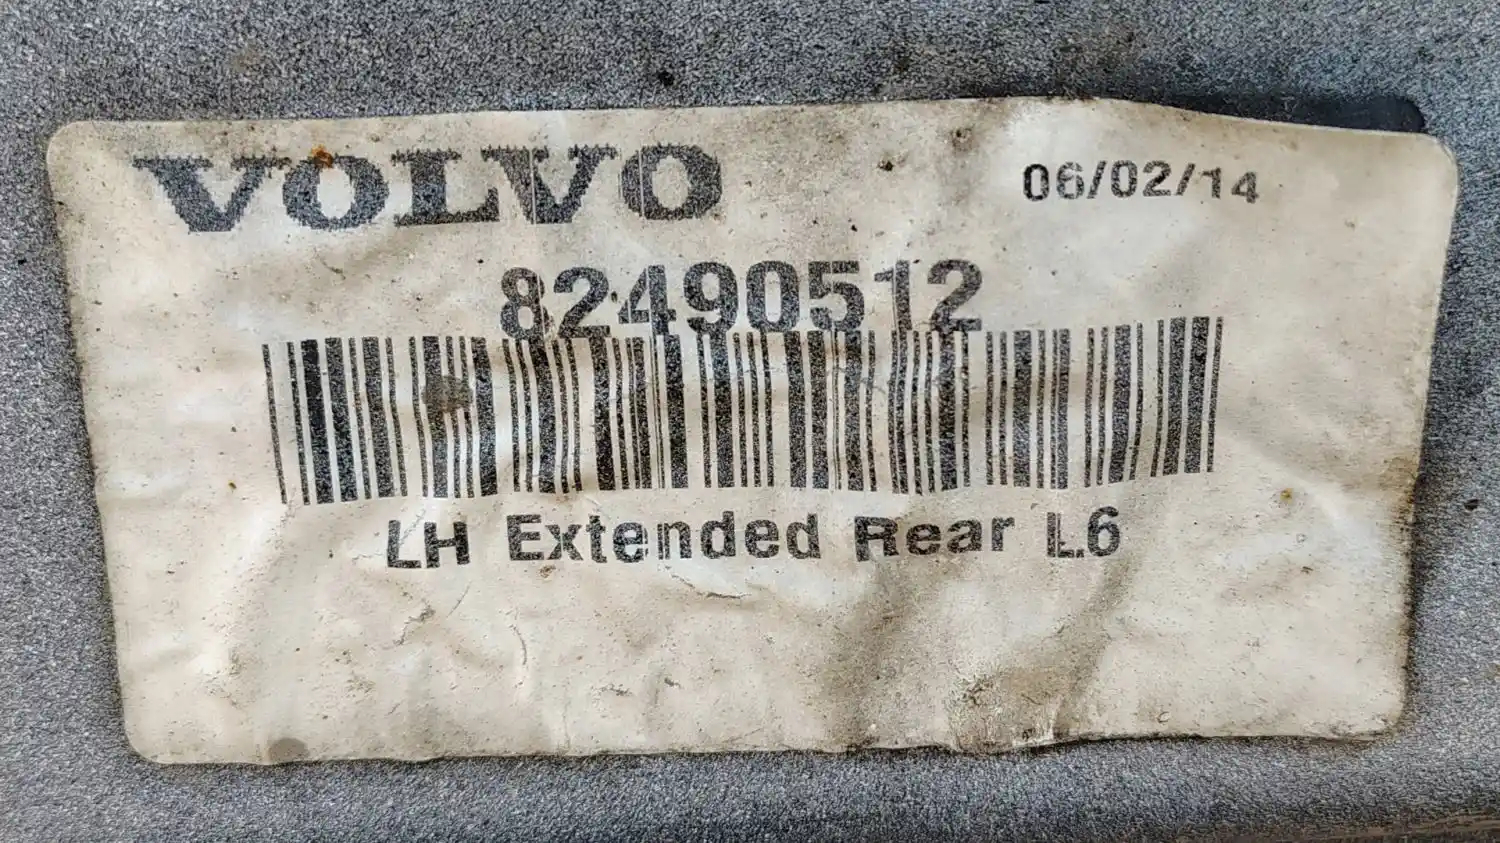 VOLVO
06/02/14
82490512
LH Extended Rear L6